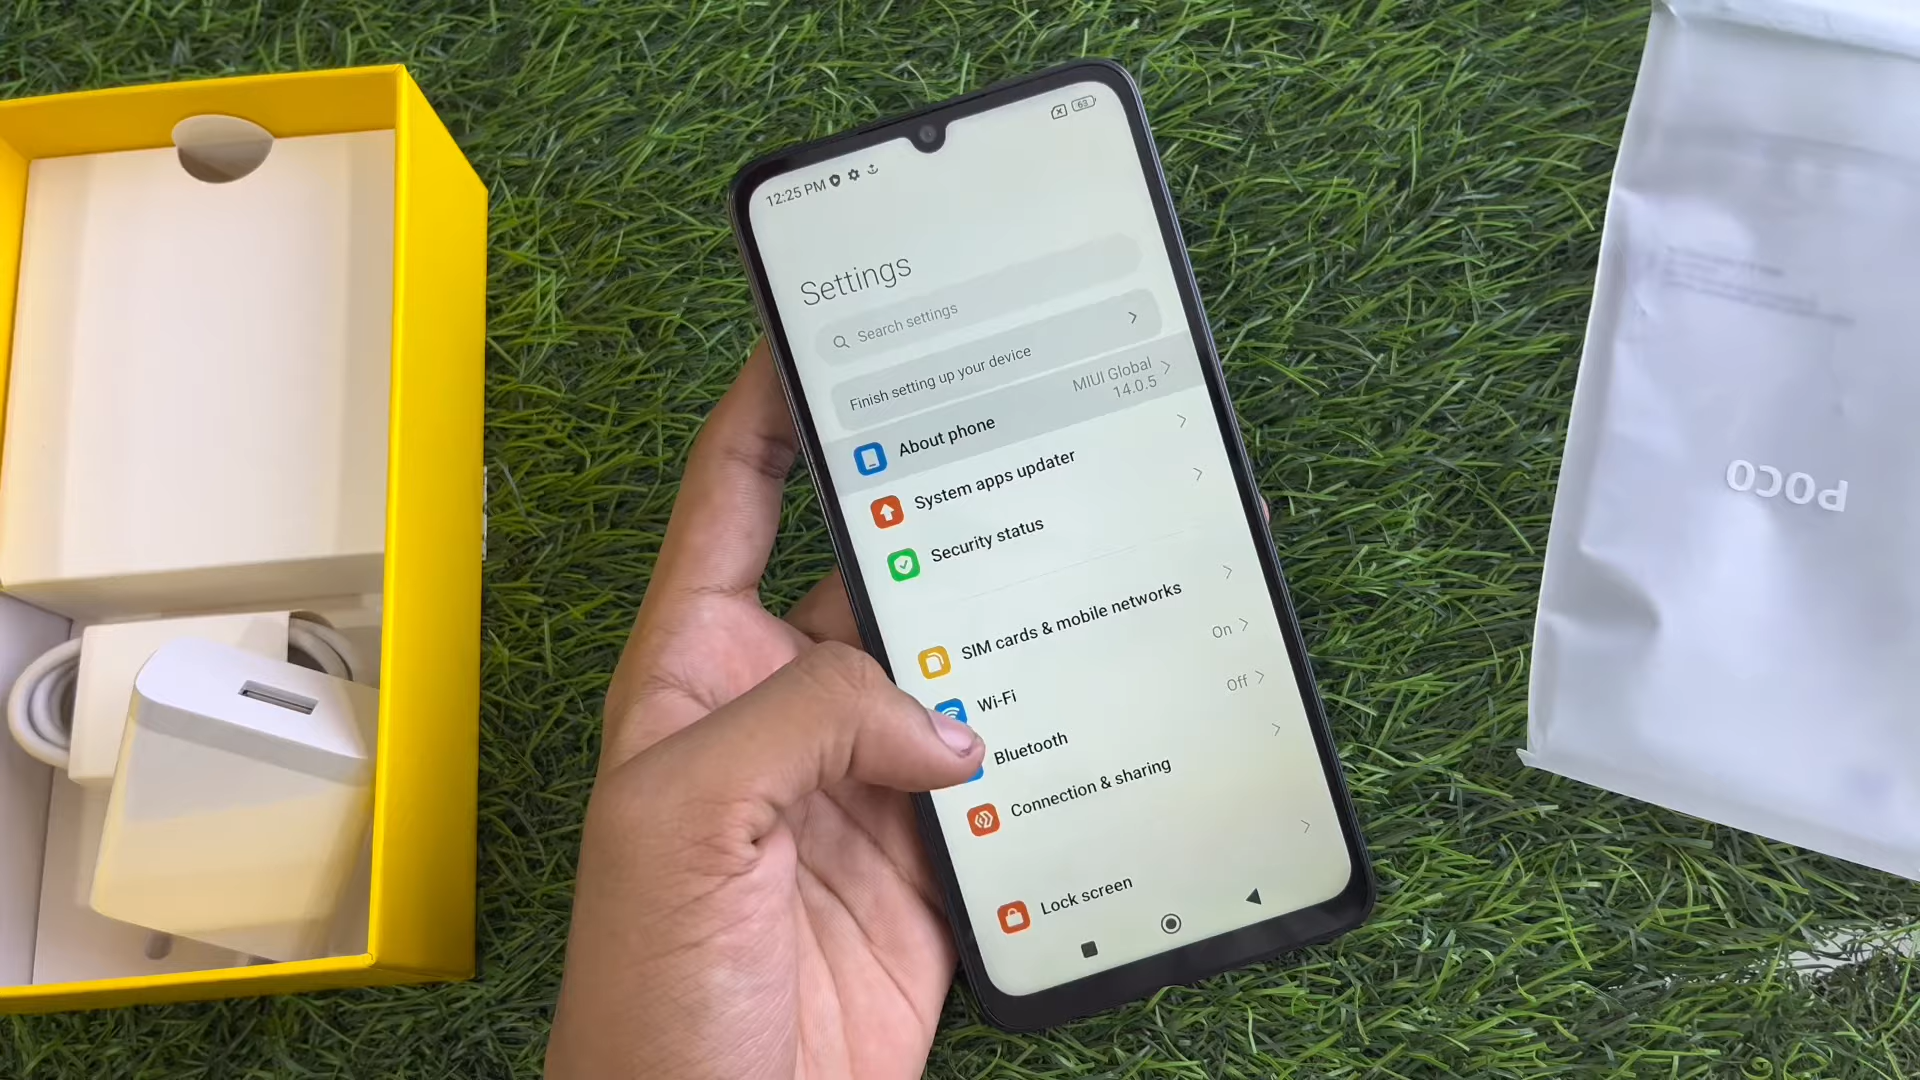 12:25 PM
63
Settings
Search settings
Finish setting up your device
About phone
MIUI Global
14.0.5
System apps updater
Security status
SIM cards & mobile networks
Wi-Fi
On
Bluetooth
Off
Connection & sharing
Lock screen
POCO